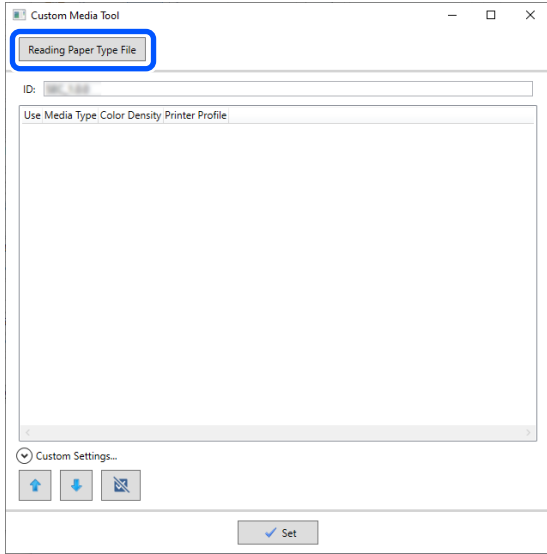 Custom Media Tool
Reading Paper Type File
ID:
Use Media Type Color Density Printer Profile
Custom Settings...
Set